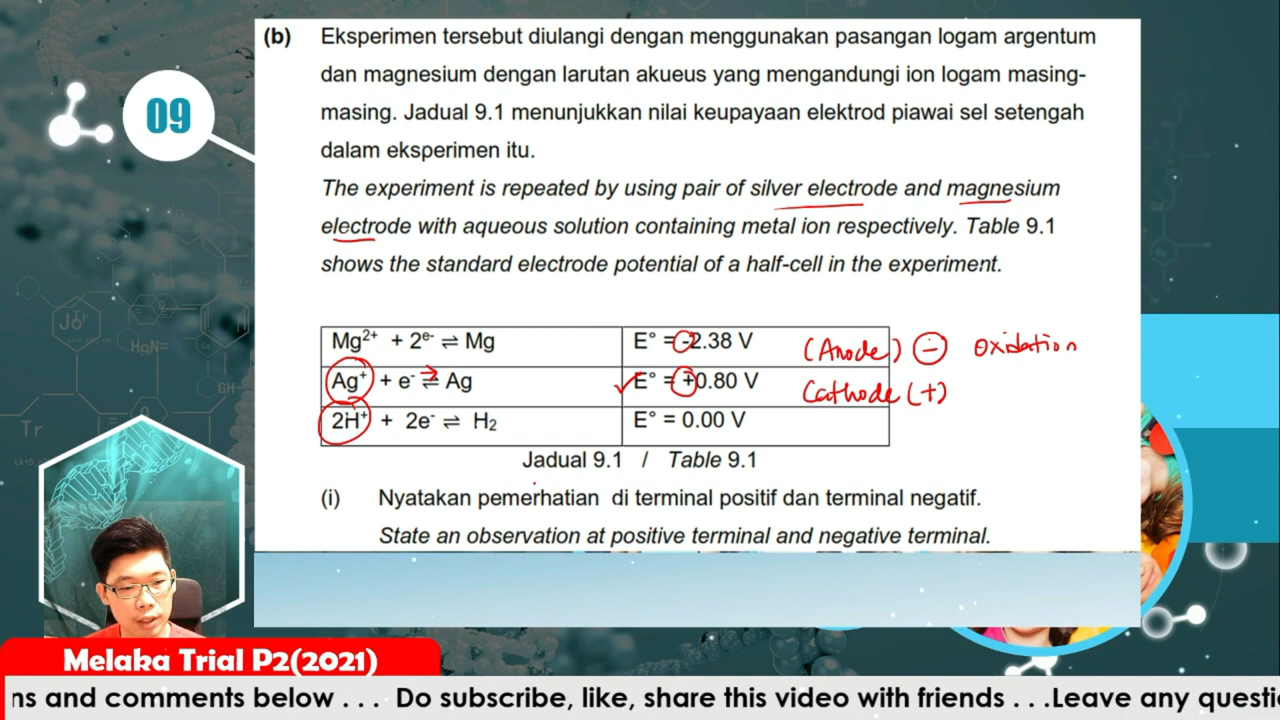 09
(b) Eksperimen tersebut diulangi dengan menggunakan pasangan logam argentum
dan magnesium dengan larutan akueus yang mengandungi ion logam masing-
masing. Jadual 9.1 menunjukkan nilai keupayaan elektrod piawai sel setengah
dalam eksperimen itu.
The experiment is repeated by using pair of silver electrode and magnesium
electrode with aqueous solution containing metal ion respectively. Table 9.1
shows the standard electrode potential of a half-cell in the experiment.
Mg²⁺ + 2e⁻ ⇌ Mg E° = -2.38 V (Anode) − Oxidation
Ag⁺ + e⁻ ⇌ Ag ✓ E° = +0.80 V Cathode (+)
2H⁺ + 2e⁻ ⇌ H₂ E° = 0.00 V
Jadual 9.1 / Table 9.1
(i) Nyatakan pemerhatian di terminal positif dan terminal negatif.
State an observation at positive terminal and negative terminal.
Melaka Trial P2(2021)
ns and comments below . . . Do subscribe, like, share this video with friends . . .Leave any questi